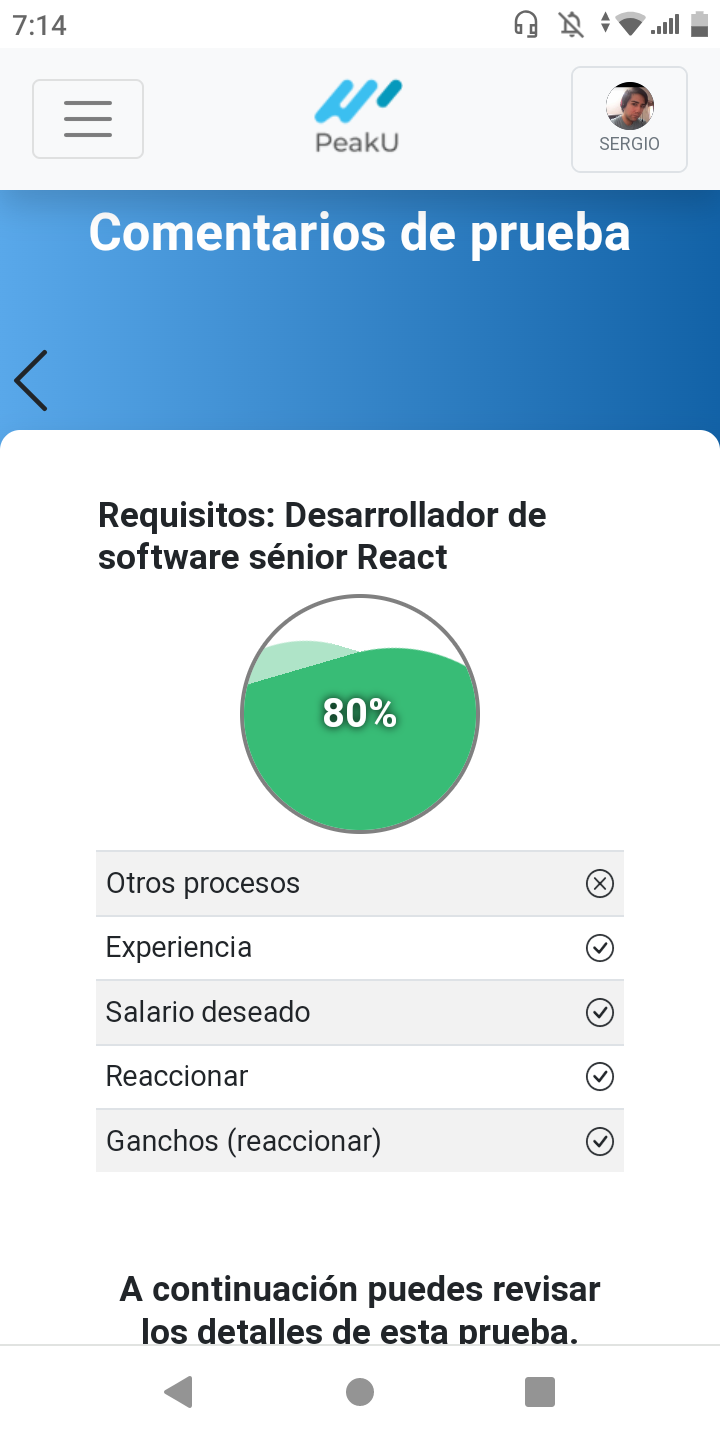 7:14
PeakU
SERGIO
Comentarios de prueba
Requisitos: Desarrollador de
software sénior React
80%
Otros procesos
Experiencia
Salario deseado
Reaccionar
Ganchos (reaccionar)
A continuación puedes revisar
los detalles de esta prueba.